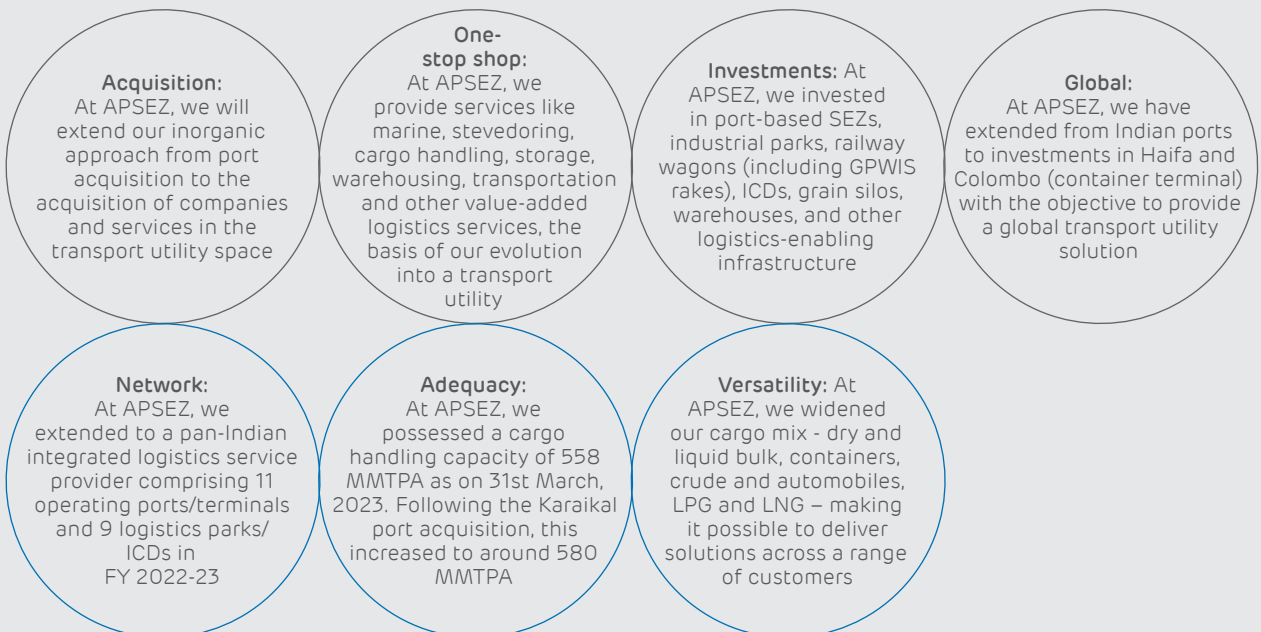 Acquisition:
At APSEZ, we will
extend our inorganic
approach from port
acquisition to the
acquisition of companies
and services in the
transport utility space
One-
stop shop:
At APSEZ, we
provide services like
marine, stevedoring,
cargo handling, storage,
warehousing, transportation
and other value-added
logistics services, the
basis of our evolution
into a transport
utility
Investments: At
APSEZ, we invested
in port-based SEZs,
industrial parks, railway
wagons (including GPWIS
rakes), ICDs, grain silos,
warehouses, and other
logistics-enabling
infrastructure
Global:
At APSEZ, we have
extended from Indian ports
to investments in Haifa and
Colombo (container terminal)
with the objective to provide
a global transport utility
solution
Network:
At APSEZ, we
extended to a pan-Indian
integrated logistics service
provider comprising 11
operating ports/terminals
and 9 logistics parks/
ICDs in
FY 2022-23
Adequacy:
At APSEZ, we
possessed a cargo
handling capacity of 558
MMTPA as on 31st March,
2023. Following the Karaikal
port acquisition, this
increased to around 580
MMTPA
Versatility: At
APSEZ, we widened
our cargo mix - dry and
liquid bulk, containers,
crude and automobiles,
LPG and LNG – making
it possible to deliver
solutions across a range
of customers